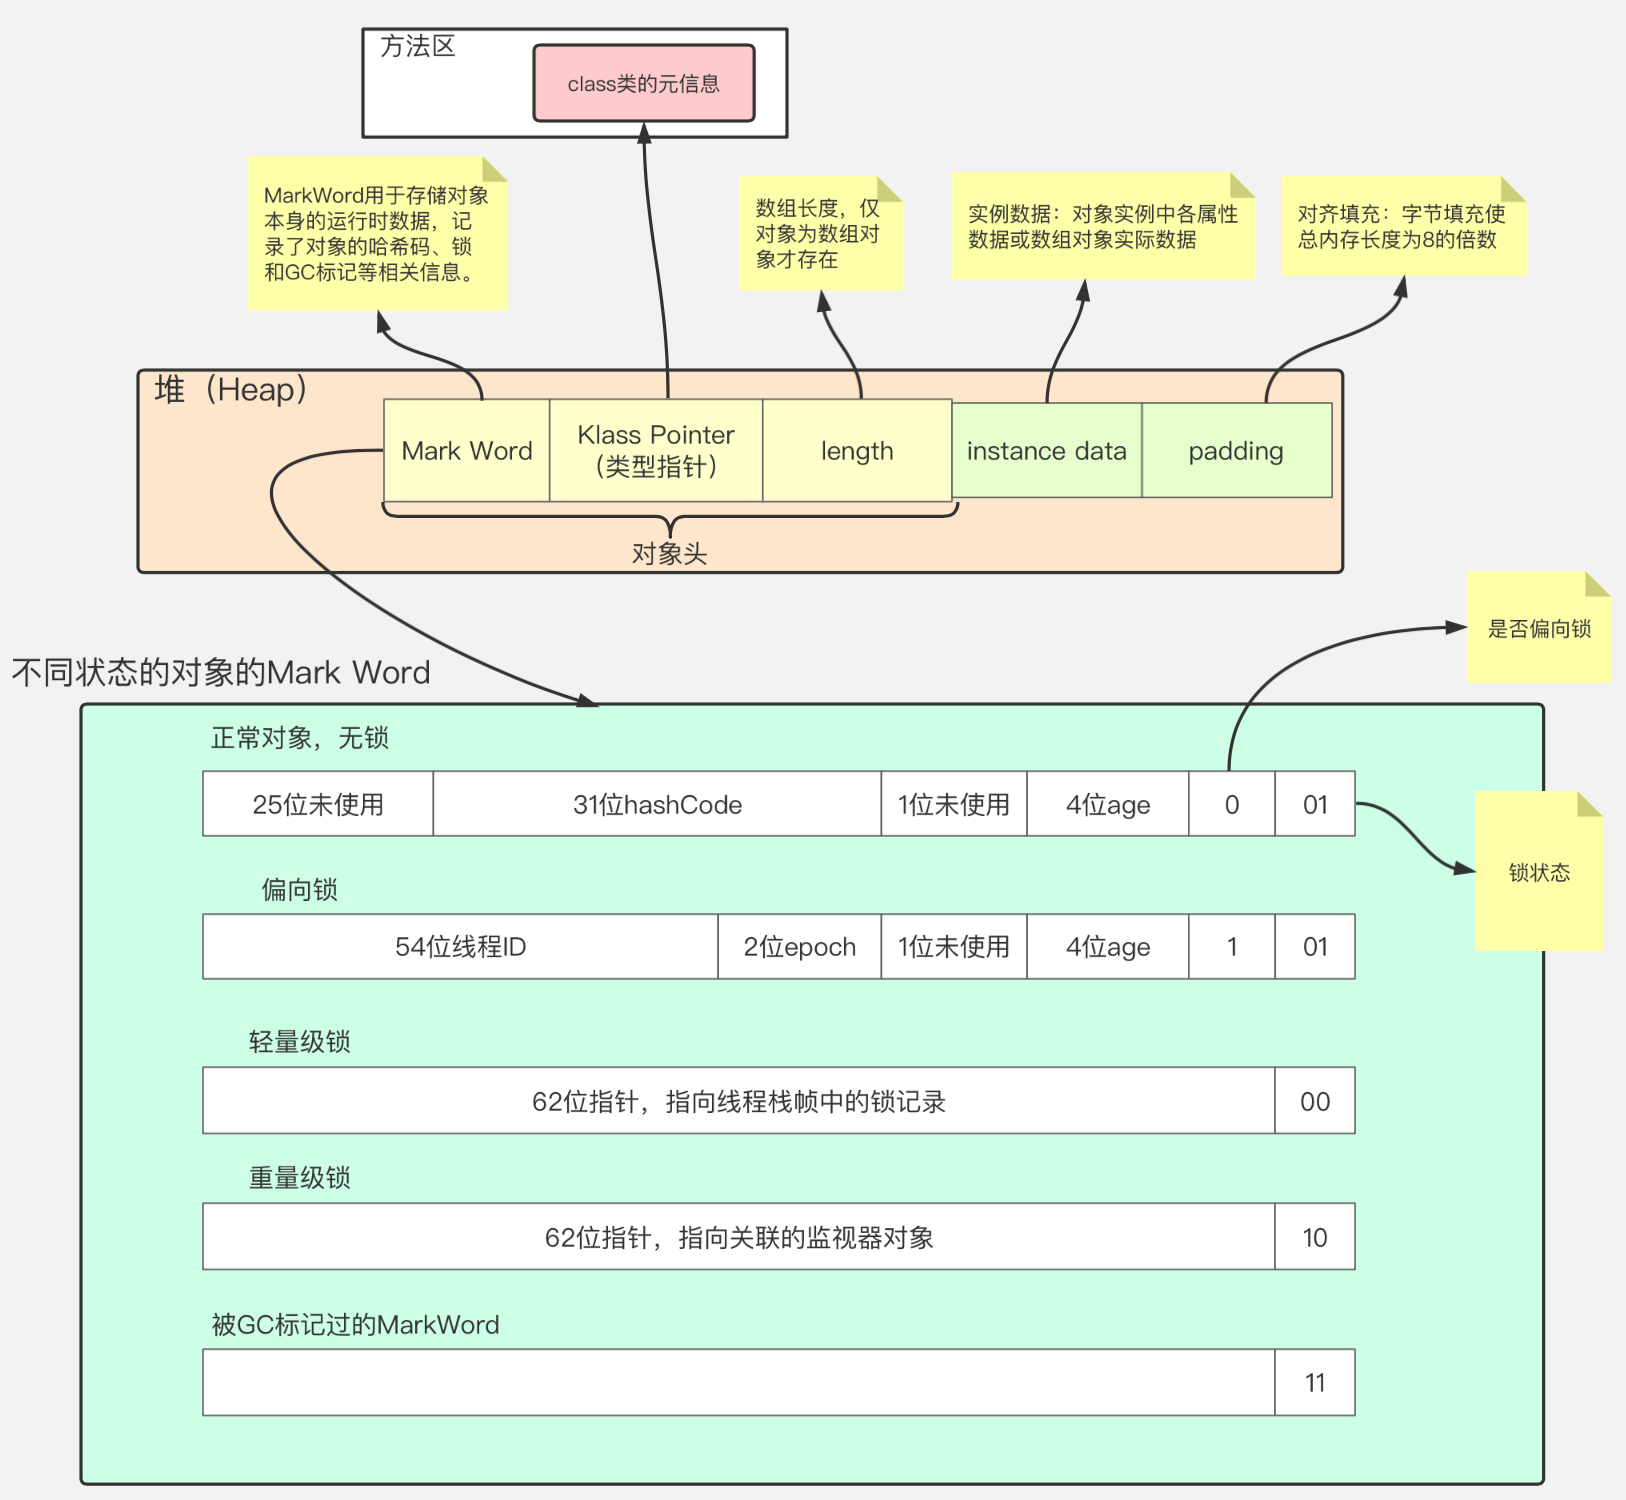 方法区
class类的元信息
MarkWord用于存储对象
本身的运行时数据，记
录了对象的哈希码、锁
和GC标记等相关信息。
数组长度，仅
对象为数组对
象才存在
实例数据：对象实例中各属性
数据或数组对象实际数据
对齐填充：字节填充使
总内存长度为8的倍数
堆（Heap）
Mark Word
Klass Pointer
（类型指针）
length
instance data
padding
对象头
是否偏向锁
不同状态的对象的Mark Word
正常对象，无锁
25位未使用
31位hashCode
1位未使用
4位age
0
01
锁状态
偏向锁
54位线程ID
2位epoch
1位未使用
4位age
1
01
轻量级锁
62位指针，指向线程栈帧中的锁记录
00
重量级锁
62位指针，指向关联的监视器对象
10
被GC标记过的MarkWord
11